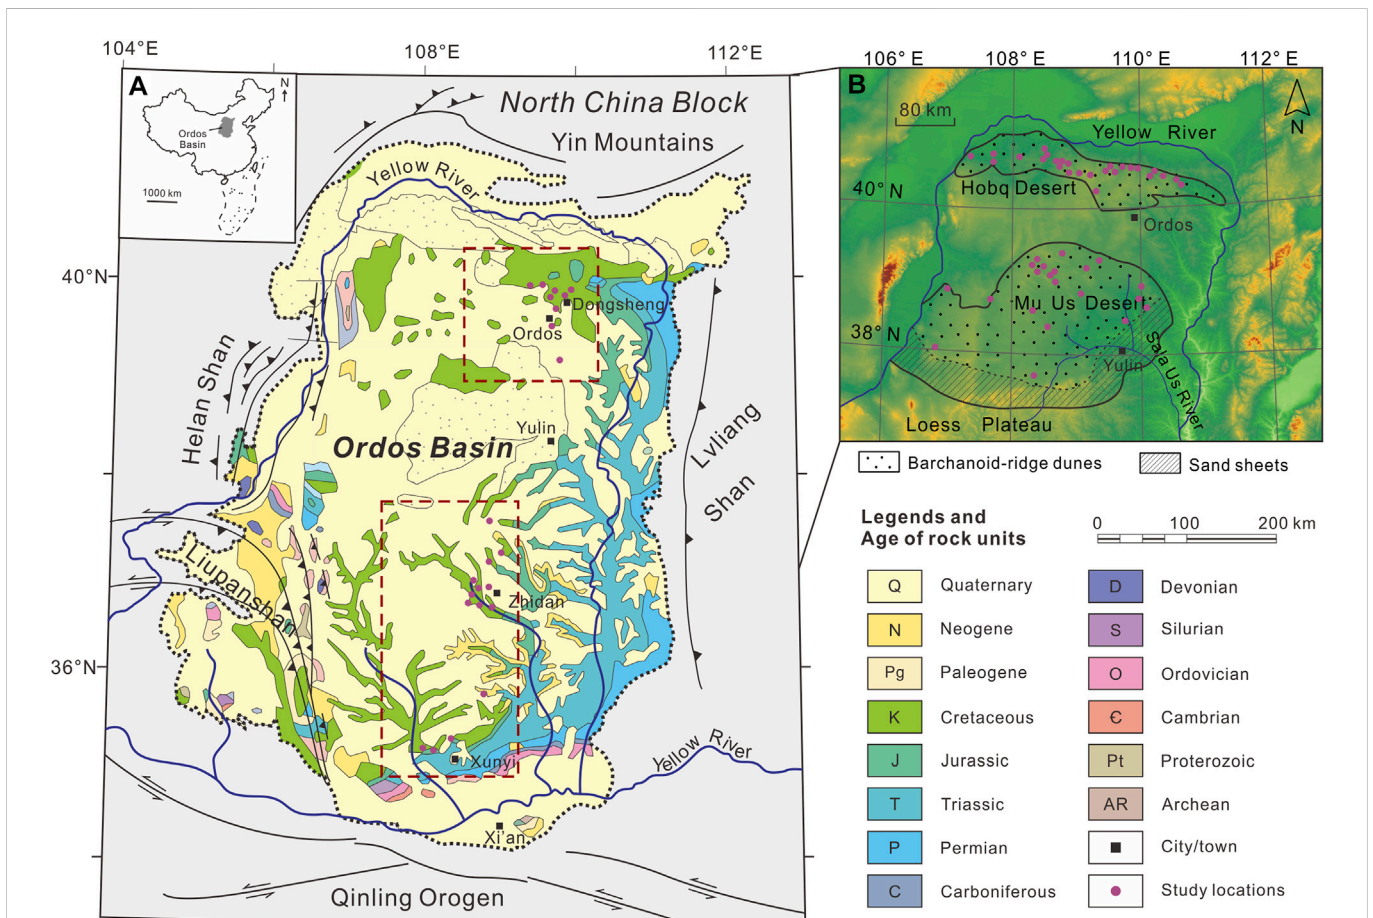 104°E
108°E
112°E
A
N
Ordos
Basin
1000 km
North China Block
Yin Mountains
Yellow River
40°N
Dongsheng
Ordos
Helan Shan
Yulin
Ordos Basin
Lvliang
Shan
Liupanshan
Zhidan
36°N
Xunyi
Yellow River
Xi'an
Qinling Orogen
106°E
108°E
110°E
112°E
B
80 km
N
Yellow River
40°N
Hobq Desert
Ordos
Mu Us Desert
38°N
Yulin
Sala Us River
Loess Plateau
Barchanoid-ridge dunes
Sand sheets
Legends and
Age of rock units
0 100 200 km
Q Quaternary
D Devonian
N Neogene
S Silurian
Pg Paleogene
O Ordovician
K Cretaceous
Є Cambrian
J Jurassic
Pt Proterozoic
T Triassic
AR Archean
P Permian
City/town
C Carboniferous
Study locations